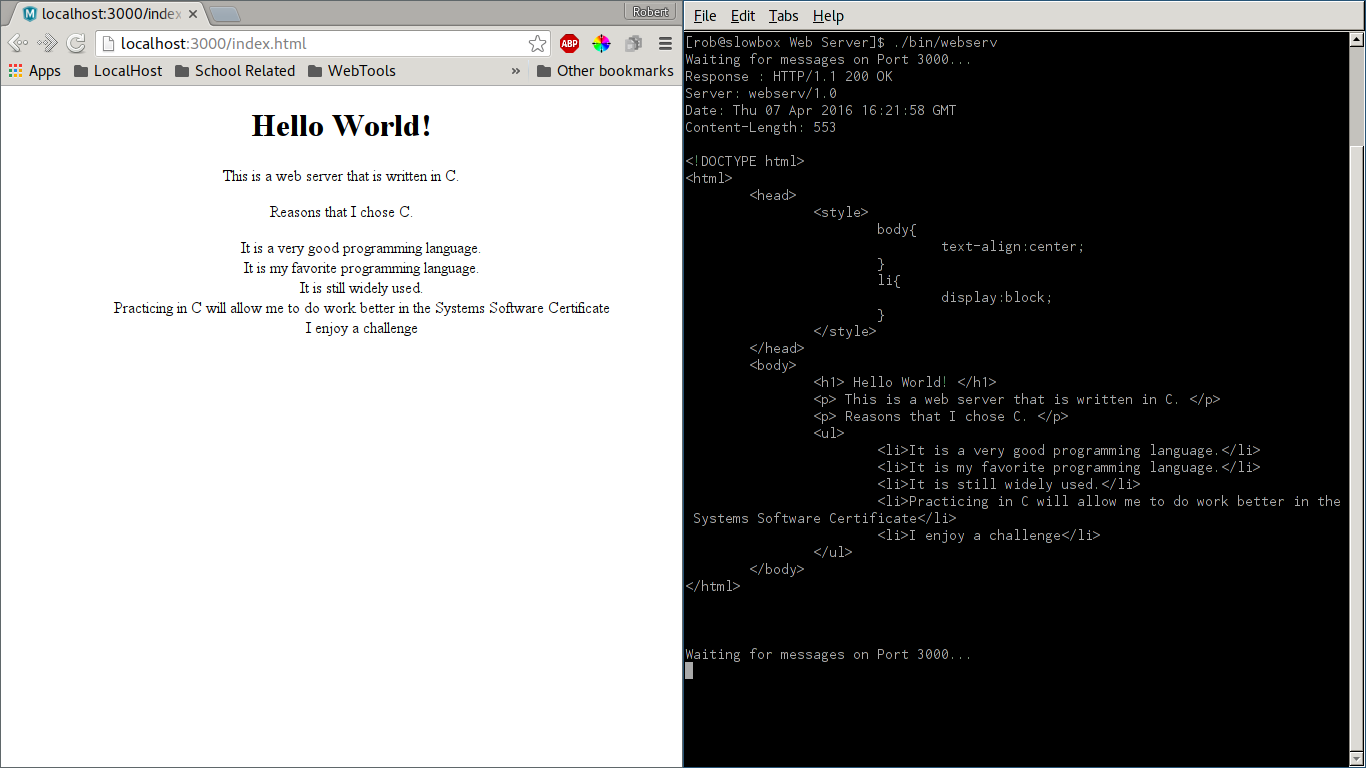 localhost:3000/index
Robert
localhost:3000/index.html
ABP
Apps LocalHost School Related WebTools » Other bookmarks
Hello World!
This is a web server that is written in C.
Reasons that I chose C.
It is a very good programming language.
It is my favorite programming language.
It is still widely used.
Practicing in C will allow me to do work better in the Systems Software Certificate
I enjoy a challenge
File Edit Tabs Help
[rob@slowbox Web Server]$ ./bin/webserv
Waiting for messages on Port 3000...
Response : HTTP/1.1 200 OK
Server: webserv/1.0
Date: Thu 07 Apr 2016 16:21:58 GMT
Content-Length: 553
<!DOCTYPE html>
<html>
<head>
<style>
body{
text-align:center;
}
li{
display:block;
}
</style>
</head>
<body>
<h1> Hello World! </h1>
<p> This is a web server that is written in C. </p>
<p> Reasons that I chose C. </p>
<ul>
<li>It is a very good programming language.</li>
<li>It is my favorite programming language.</li>
<li>It is still widely used.</li>
<li>Practicing in C will allow me to do work better in the
Systems Software Certificate</li>
<li>I enjoy a challenge</li>
</ul>
</body>
</html>
Waiting for messages on Port 3000...